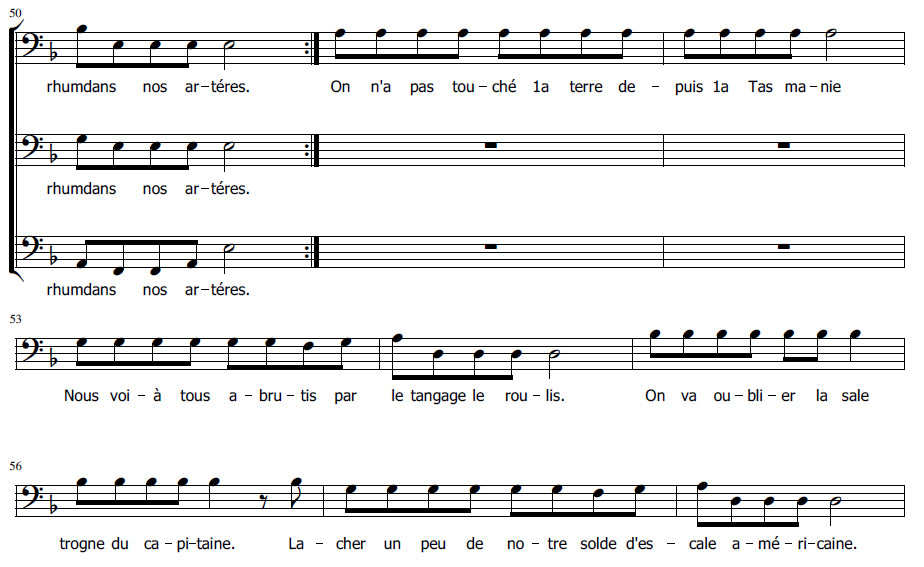 50
rhumdans nos ar–téres. On n'a pas tou–ché 1a terre de – puis 1a Tas ma–nie
rhumdans nos ar–téres.
rhumdans nos ar–téres.
53
Nous voi – à tous a–bru–tis par le tangage le rou–lis. On va ou–bli–er la sale
56
trogne du ca–pi–taine. La – cher un peu de no–tre solde d'es – cale a–mé–ri–caine.